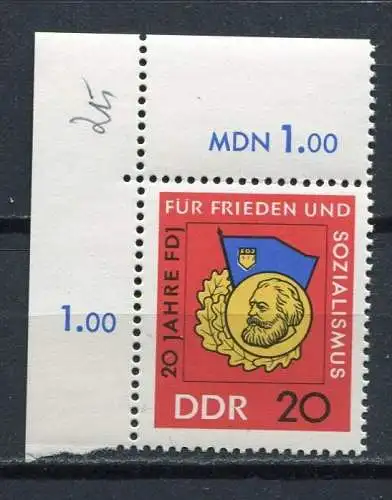 MDN 1.00
1.00
FÜR FRIEDEN UND
SOZIALISMUS
20 JAHRE FDJ
FDJ
DDR 20